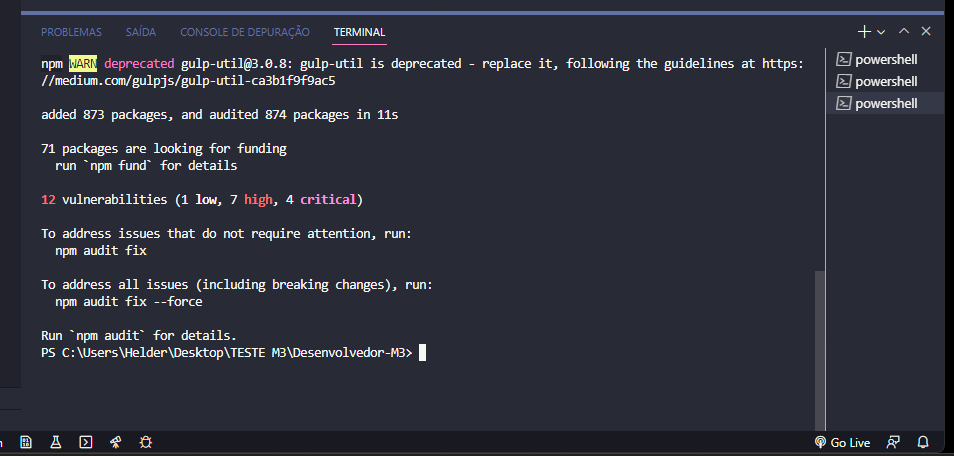 PROBLEMAS SAÍDA CONSOLE DE DEPURAÇÃO TERMINAL
powershell
powershell
powershell
npm WARN deprecated gulp-util@3.0.8: gulp-util is deprecated - replace it, following the guidelines at https:
//medium.com/gulpjs/gulp-util-ca3b1f9f9ac5
added 873 packages, and audited 874 packages in 11s
71 packages are looking for funding
run `npm fund` for details
12 vulnerabilities (1 low, 7 high, 4 critical)
To address issues that do not require attention, run:
npm audit fix
To address all issues (including breaking changes), run:
npm audit fix --force
Run `npm audit` for details.
PS C:\Users\Helder\Desktop\TESTE M3\Desenvolvedor-M3>
Go Live